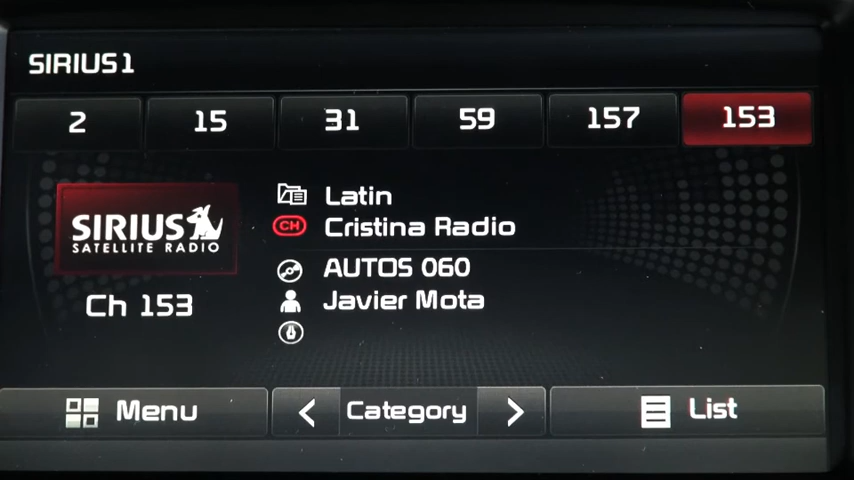 SIRIUS1
2 15 31 59 157 153
Latin
SIRIUS
SATELLITE RADIO
CH Cristina Radio
AUTOS 060
Ch 153
Javier Mota
Menu < Category > List